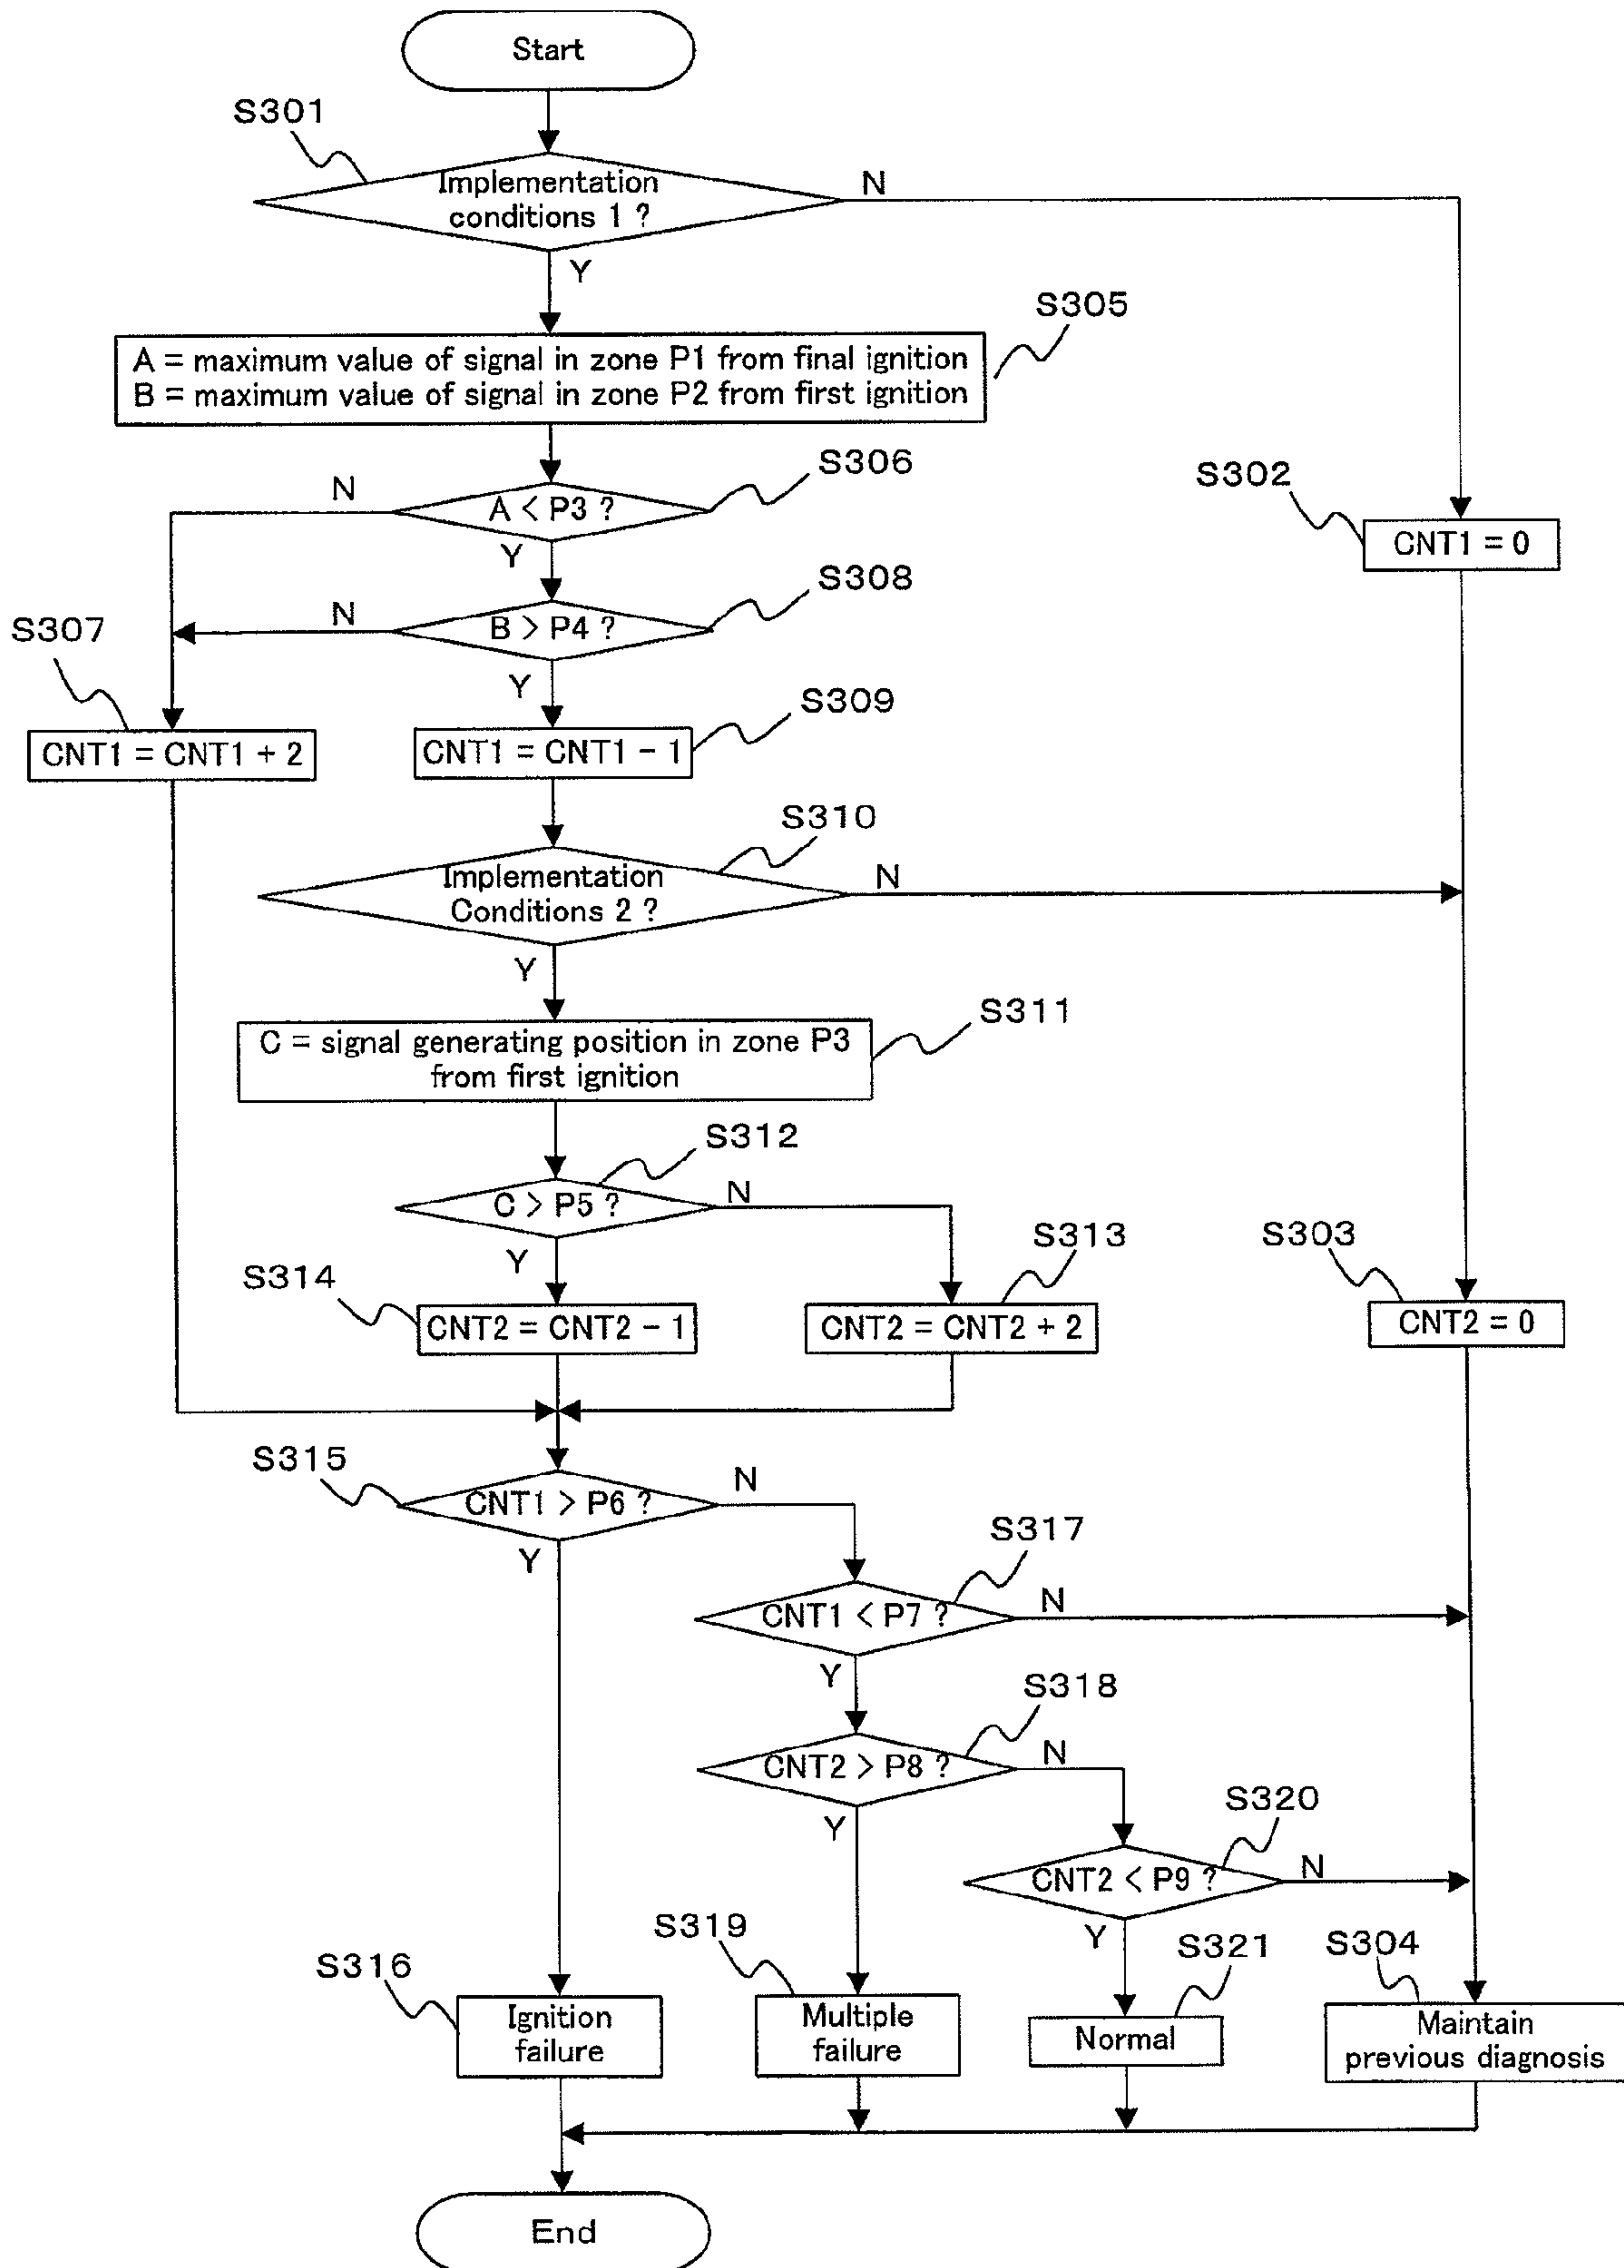 Start
S301
Implementation
conditions 1 ?
N
Y
S305
A = maximum value of signal in zone P1 from final ignition
B = maximum value of signal in zone P2 from first ignition
S306
N
A < P3 ?
Y
S302
CNT1 = 0
S308
N
B > P4 ?
Y
S307
CNT1 = CNT1 + 2
S309
CNT1 = CNT1 - 1
S310
Implementation
Conditions 2 ?
N
Y
S311
C = signal generating position in zone P3
from first ignition
S312
C > P5 ?
N
Y
S314
CNT2 = CNT2 - 1
S313
CNT2 = CNT2 + 2
S303
CNT2 = 0
S315
CNT1 > P6 ?
N
Y
S317
CNT1 < P7 ?
N
Y
S318
CNT2 > P8 ?
N
Y
S320
CNT2 < P9 ?
N
Y
S316
Ignition
failure
S319
Multiple
failure
S321
Normal
S304
Maintain
previous diagnosis
End